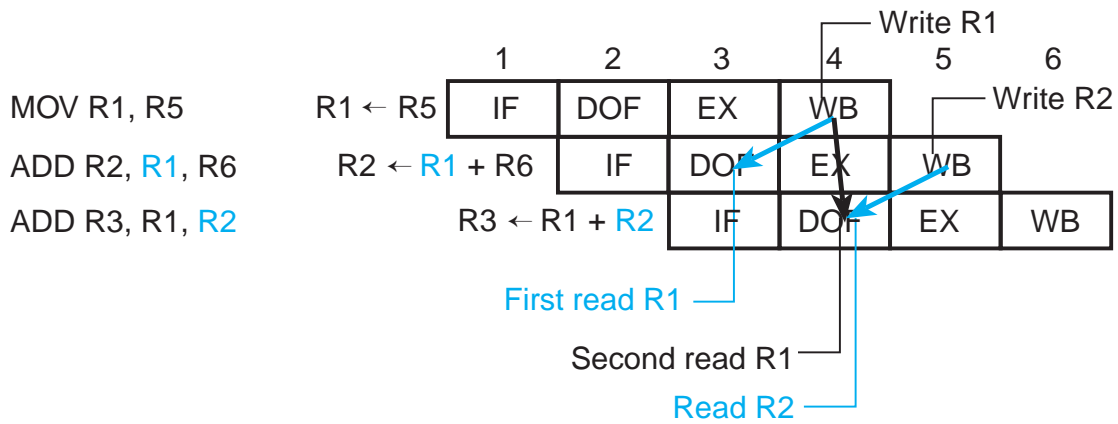 Write R1
1 2 3 4 5 6
MOV R1, R5 R1 ← R5 IF DOF EX WB Write R2
ADD R2, R1, R6 R2 ← R1 + R6 IF DOF EX WB
ADD R3, R1, R2 R3 ← R1 + R2 IF DOF EX WB
First read R1
Second read R1
Read R2